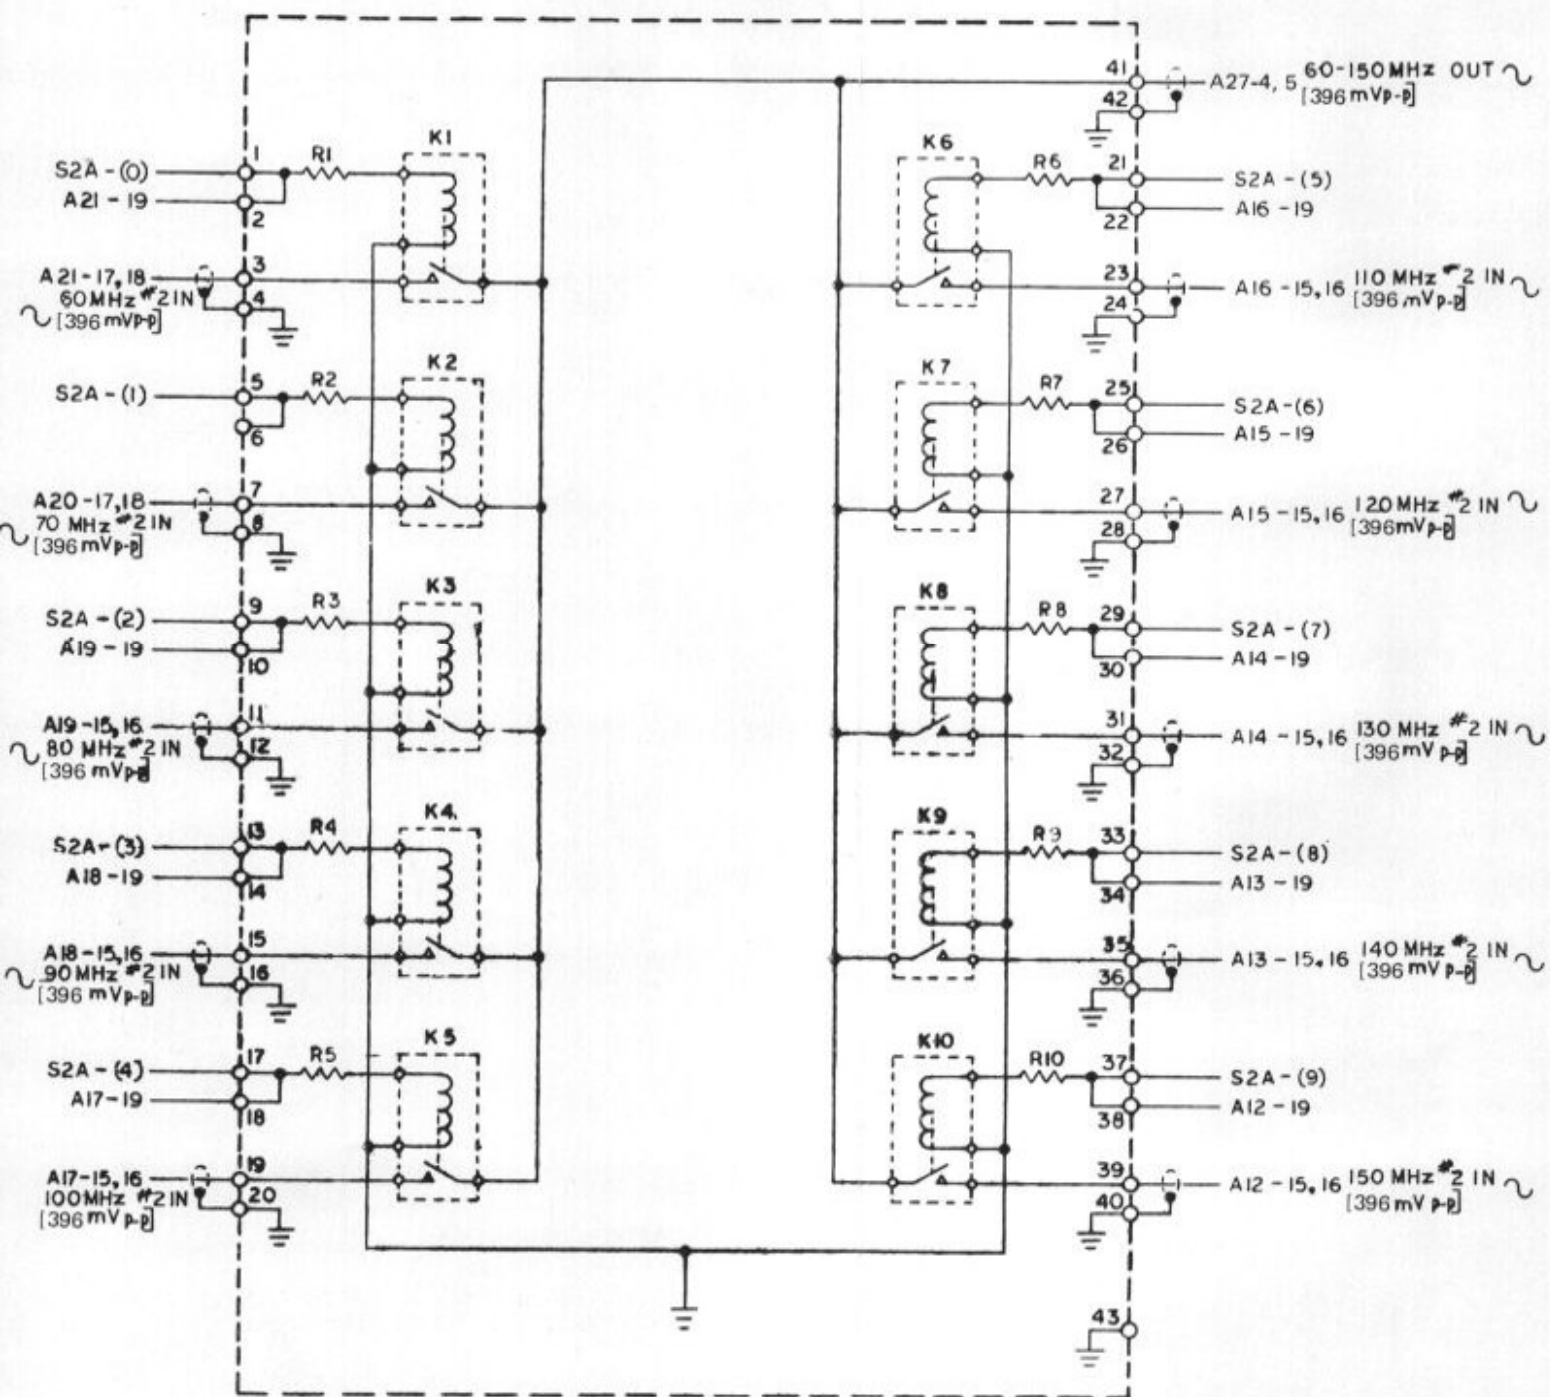 41 A27-4, 5 60-150MHz OUT ∿
42 [396 mVp-p]
K1
S2A-(0) 1 R1
A21-19 2
A21-17,18 3
60MHz #2 IN 4
∿ [396 mVp-p]
K2
S2A-(1) 5 R2
6
A20-17,18 7
70 MHz #2 IN 8
∿ [396 mVp-p]
K3
S2A-(2) 9 R3
A19-19 10
A19-15,16 11
80 MHz #2 IN 12
∿ [396 mVp-p]
K4
S2A-(3) 13 R4
A18-19 14
A18-15,16 15
90MHz #2 IN 16
∿ [396 mVp-p]
K5
S2A-(4) 17 R5
A17-19 18
A17-15,16 19
100MHz #2 IN 20
[396 mVp-p]
K6
R6 21 S2A-(5)
22 A16-19
23 A16-15,16 110 MHz #2 IN ∿
24 [396 mVp-p]
K7
R7 25 S2A-(6)
26 A15-19
27 A15-15,16 120 MHz #2 IN ∿
28 [396 mVp-p]
K8
R8 29 S2A-(7)
30 A14-19
31 A14-15,16 130 MHz #2 IN ∿
32 [396 mVp-p]
K9
R9 33 S2A-(8)
34 A13-19
35 A13-15,16 140 MHz #2 IN ∿
36 [396 mVp-p]
K10
R10 37 S2A-(9)
38 A12-19
39 A12-15,16 150 MHz #2 IN ∿
40 [396 mVp-p]
43